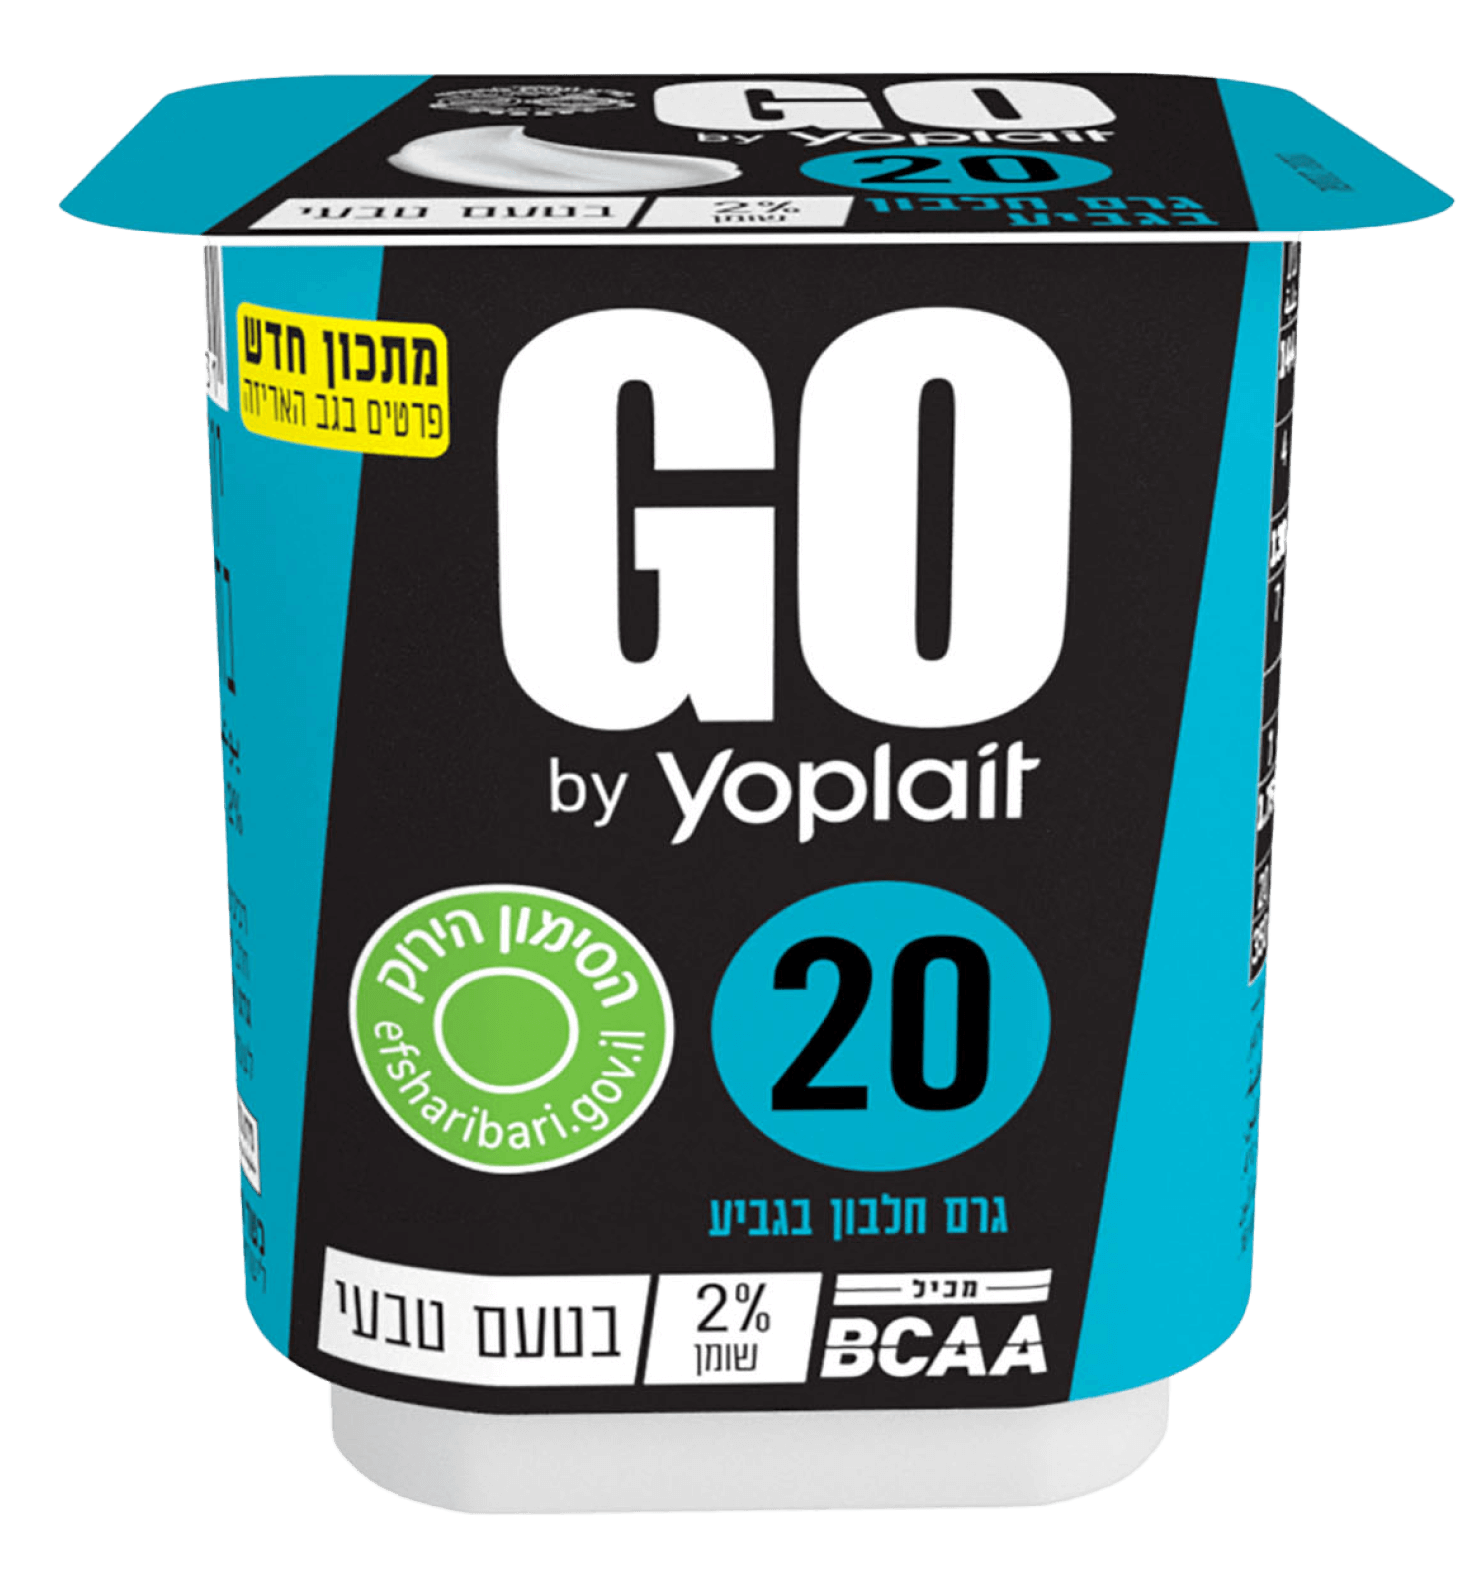 GO
by Yoplait
20
גרם חלבון
בגביע
2%
שומן
בטעם טבעי
מתכון חדש
פרטים בגב האריזה
GO
by Yoplait
הסימון הירוק
efsharibari.gov.il
20
גרם חלבון בגביע
מכיל
BCAA
2%
שומן
בטעם טבעי